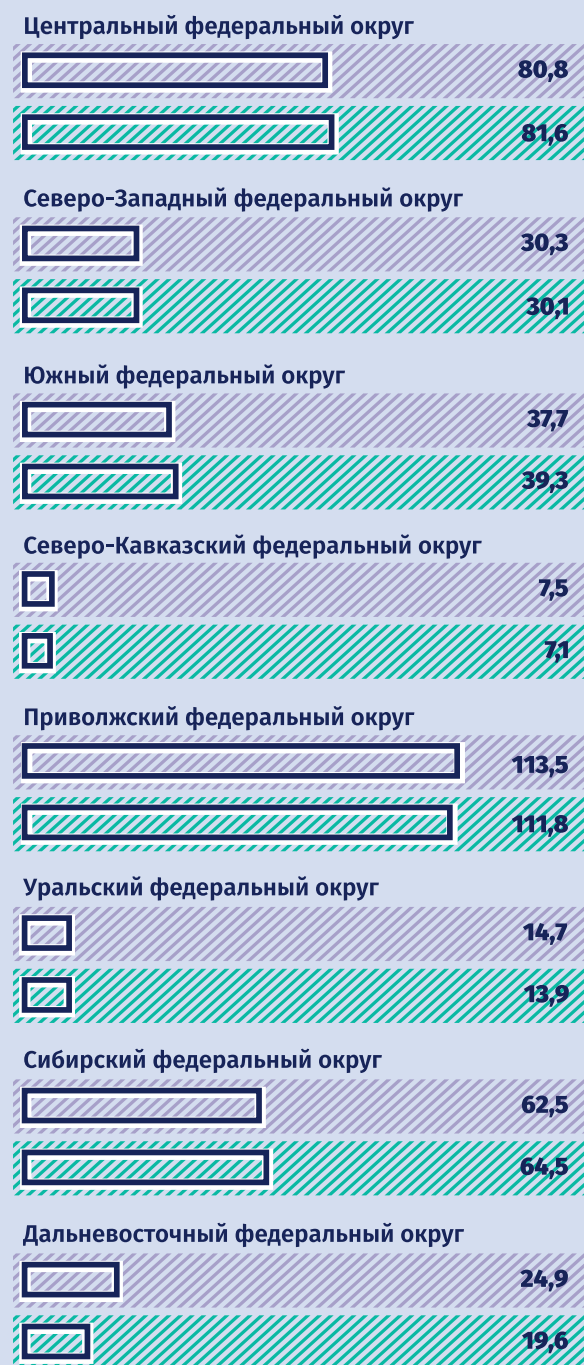 Центральный федеральный округ
80,8
81,6
Северо-Западный федеральный округ
30,3
30,1
Южный федеральный округ
37,7
39,3
Северо-Кавказский федеральный округ
7,5
7,1
Приволжский федеральный округ
113,5
111,8
Уральский федеральный округ
14,7
13,9
Сибирский федеральный округ
62,5
64,5
Дальневосточный федеральный округ
24,9
19,6